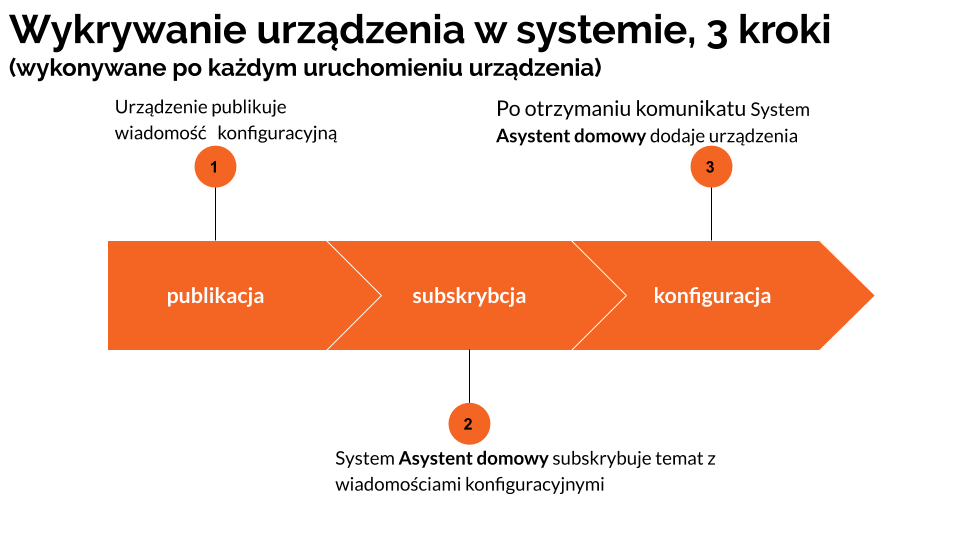 Wykrywanie urządzenia w systemie, 3 kroki
(wykonywane po każdym uruchomieniu urządzenia)
Urządzenie publikuje
wiadomość konfiguracyjną
1
Po otrzymaniu komunikatu System
Asystent domowy dodaje urządzenia
3
publikacja
subskrybcja
konfiguracja
2
System Asystent domowy subskrybuje temat z
wiadomościami konfiguracyjnymi